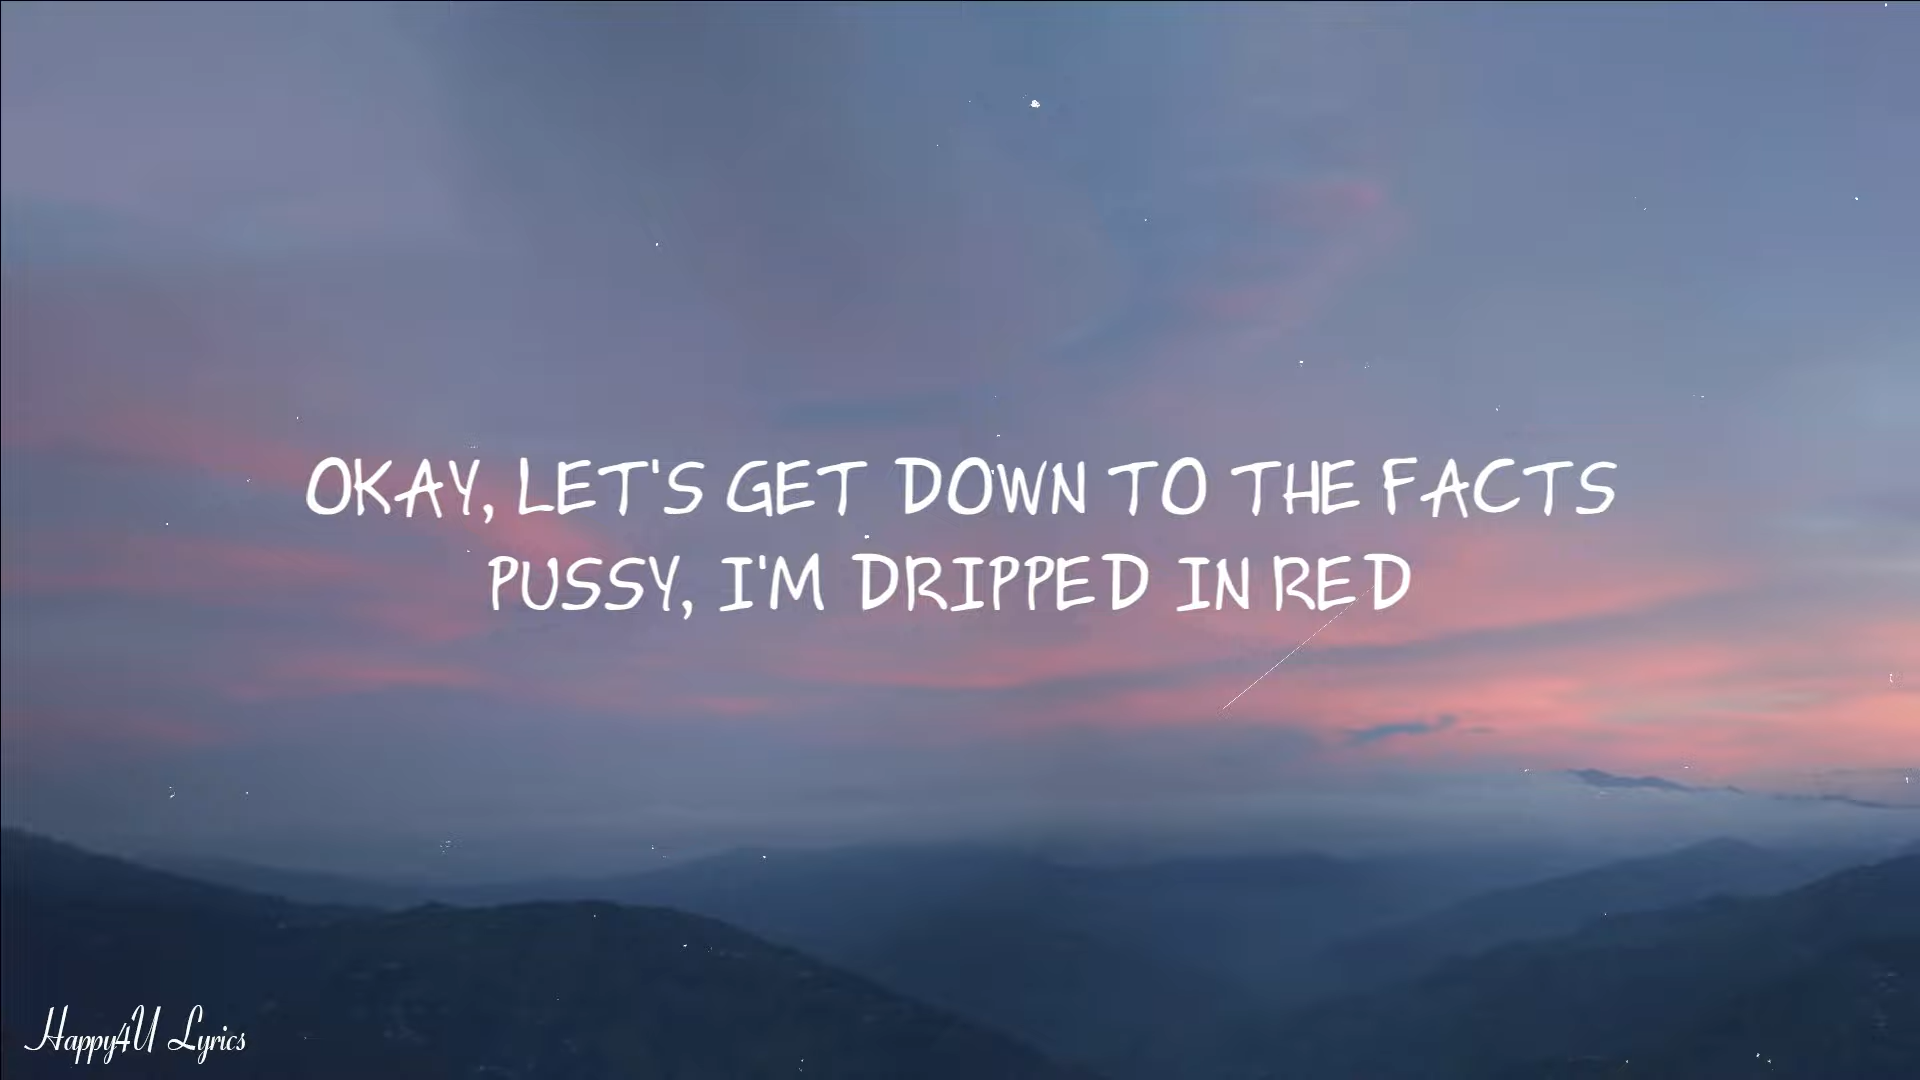 OKAY, LET'S GET DOWN TO THE FACTS
PUSSY, I'M DRIPPED IN RED
Happy4U Lyrics